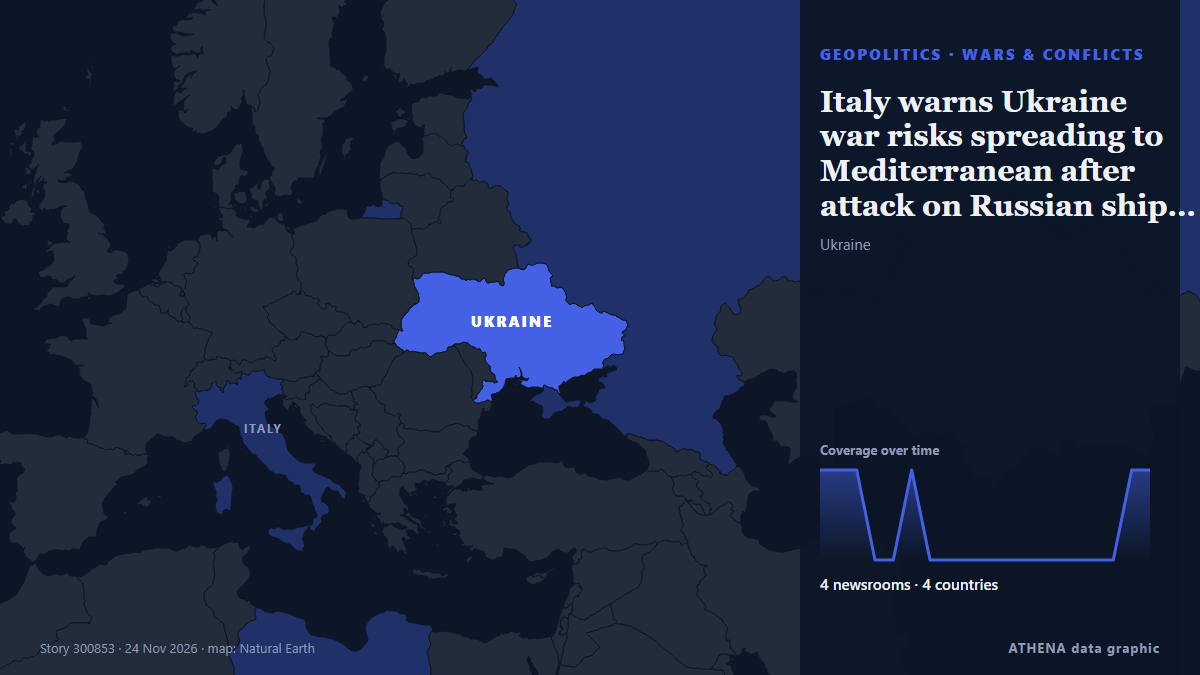 GEOPOLITICS · WARS & CONFLICTS
Italy warns Ukraine
war risks spreading to
Mediterranean after
attack on Russian ship…
Ukraine
UKRAINE
ITALY
Coverage over time
4 newsrooms · 4 countries
Story 300853 · 24 Nov 2026 · map: Natural Earth
ATHENA data graphic